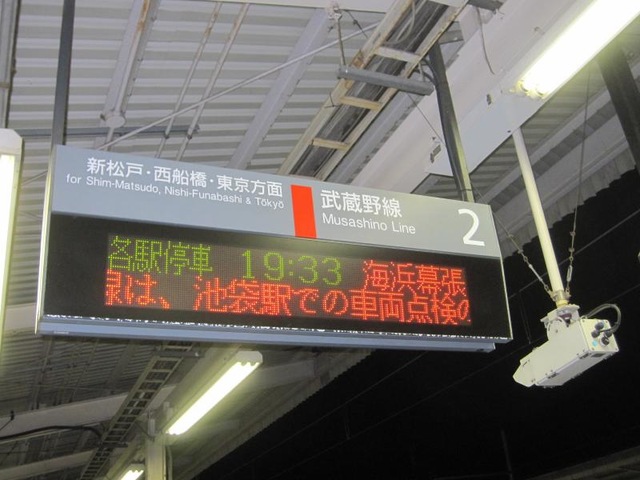 新松戸・西船橋・東京方面
for Shim-Matsudo, Nishi-Funabashi & Tōkyō
武蔵野線
Musashino Line
2
各駅停車 19:33 海浜幕張
は、池袋駅での車両点検の